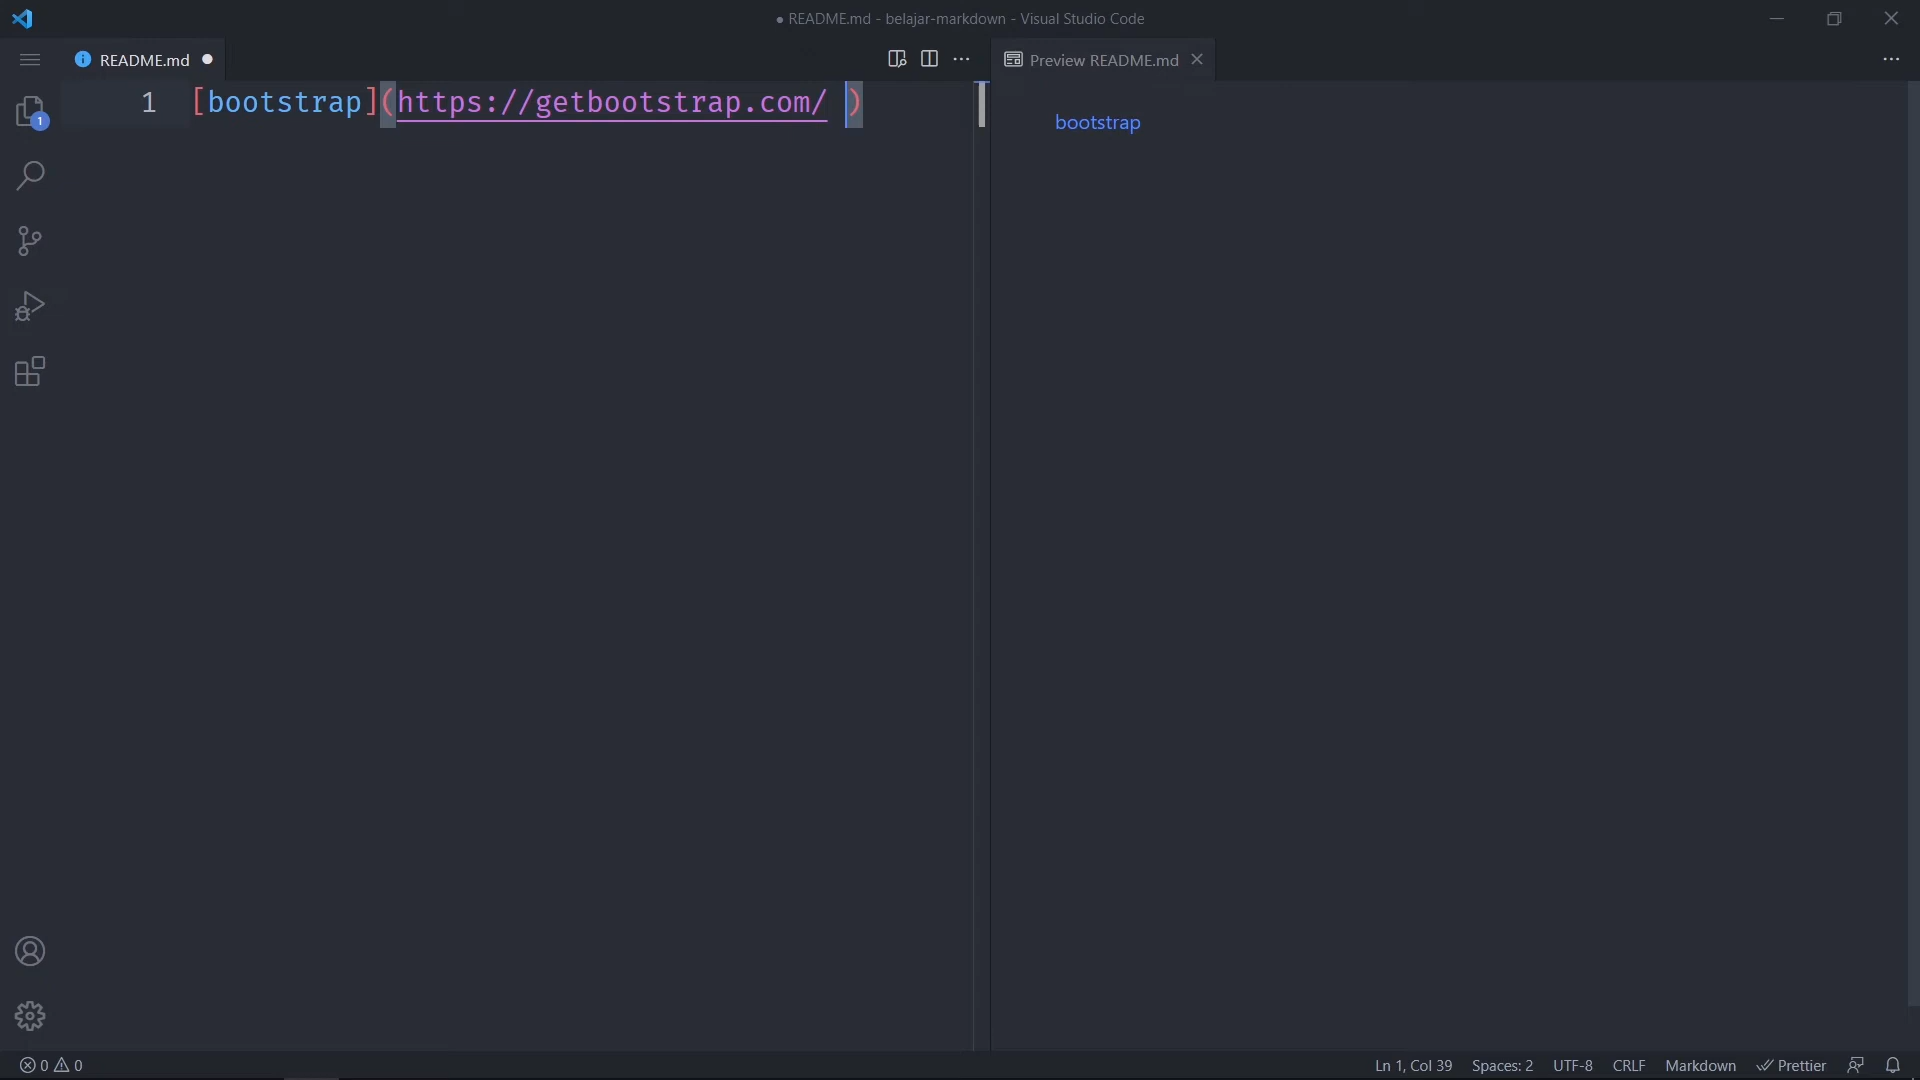 ● README.md - belajar-markdown - Visual Studio Code
README.md
Preview README.md
1
1 [bootstrap](https://getbootstrap.com/ )
bootstrap
0 0
Ln 1, Col 39 Spaces: 2 UTF-8 CRLF Markdown Prettier